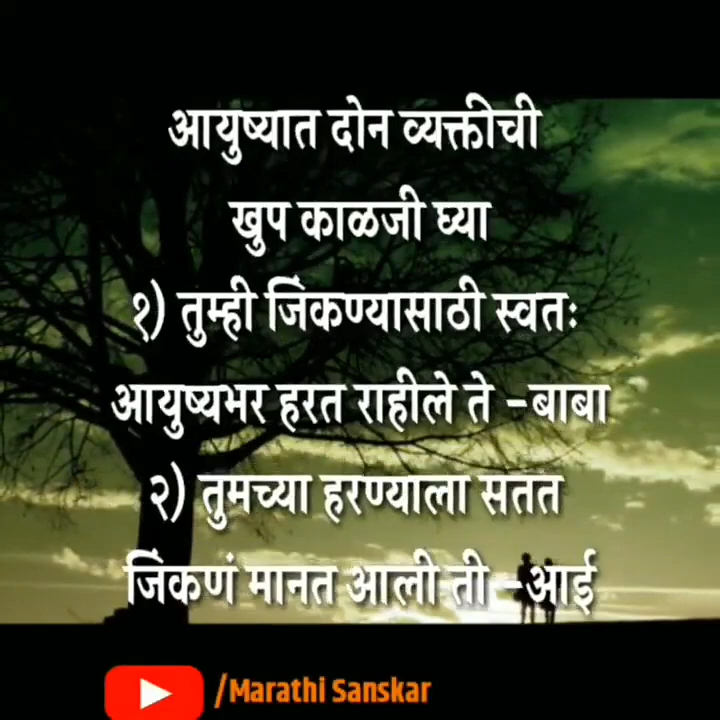 आयुष्यात दोन व्यक्तीची
खुप काळजी घ्या
१) तुम्ही जिंकण्यासाठी स्वतः
आयुष्यभर हरत राहीले ते -बाबा
२) तुमच्या हरण्याला सतत
जिंकणं मानत आली ती -आई
/Marathi Sanskar